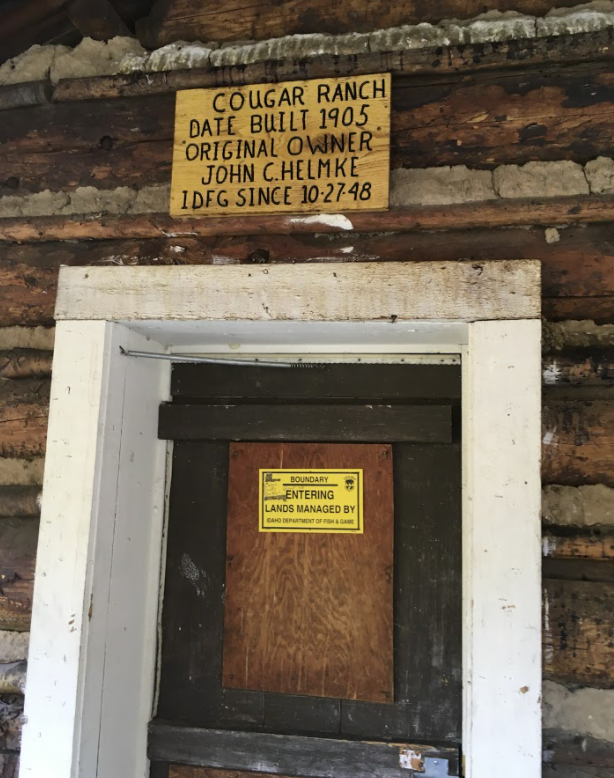 COUGAR RANCH
DATE BUILT 1905
ORIGINAL OWNER
JOHN C. HELMKE
IDFG SINCE 10-27-48
BOUNDARY
ENTERING
LANDS MANAGED BY
IDAHO DEPARTMENT OF FISH & GAME